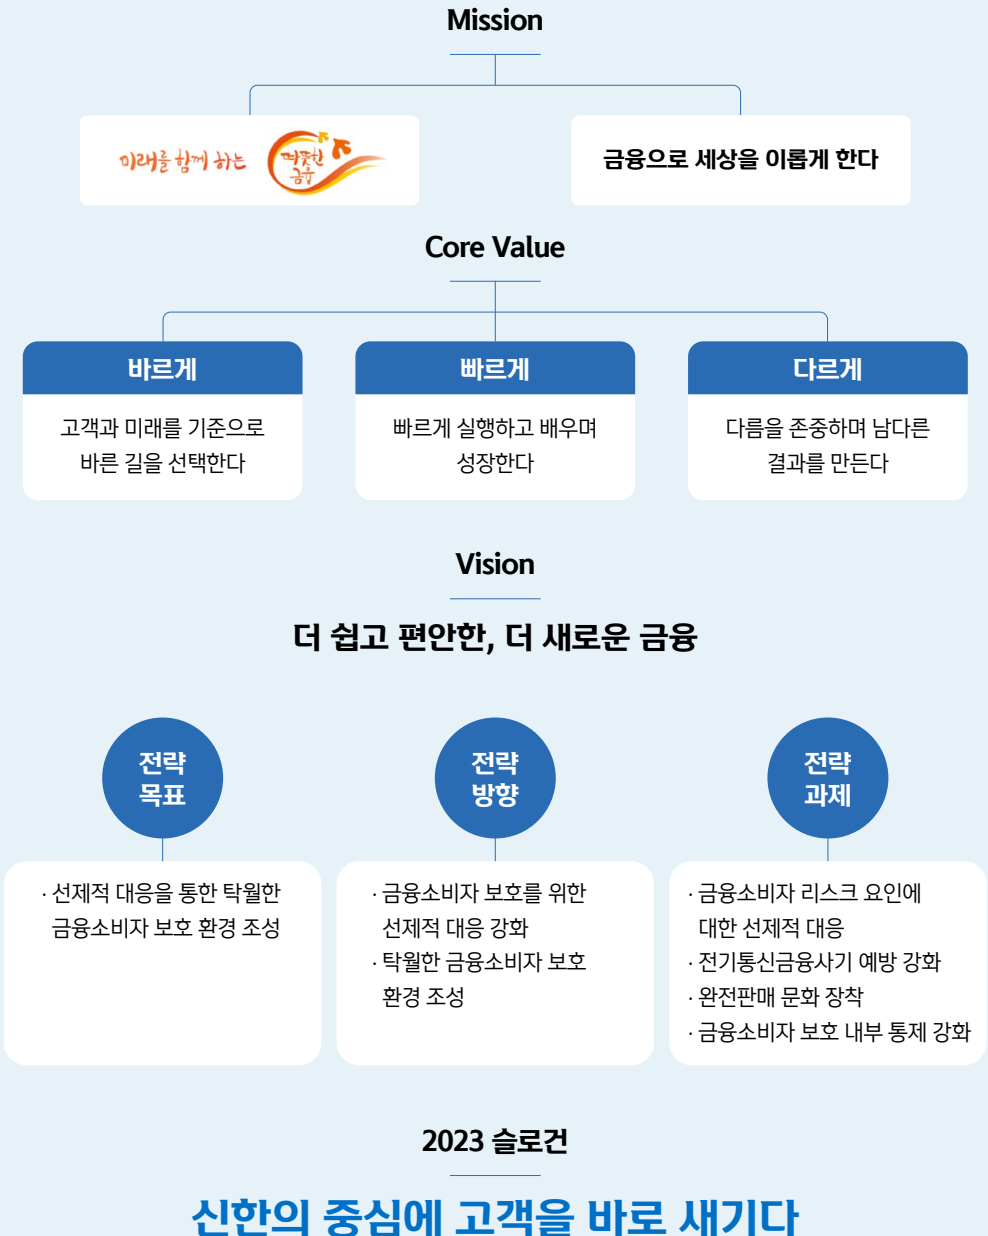 Mission
미래를 함께 하는
따뜻한
금융
금융으로 세상을 이롭게 한다
Core Value
바르게
고객과 미래를 기준으로
바른 길을 선택한다
빠르게
빠르게 실행하고 배우며
성장한다
다르게
다름을 존중하며 남다른
결과를 만든다
Vision
더 쉽고 편안한, 더 새로운 금융
전략
목표
· 선제적 대응을 통한 탁월한
금융소비자 보호 환경 조성
전략
방향
· 금융소비자 보호를 위한
선제적 대응 강화
· 탁월한 금융소비자 보호
환경 조성
전략
과제
· 금융소비자 리스크 요인에
대한 선제적 대응
· 전기통신금융사기 예방 강화
· 완전판매 문화 장착
· 금융소비자 보호 내부 통제 강화
2023 슬로건
신한의 중심에 고객을 바로 새기다